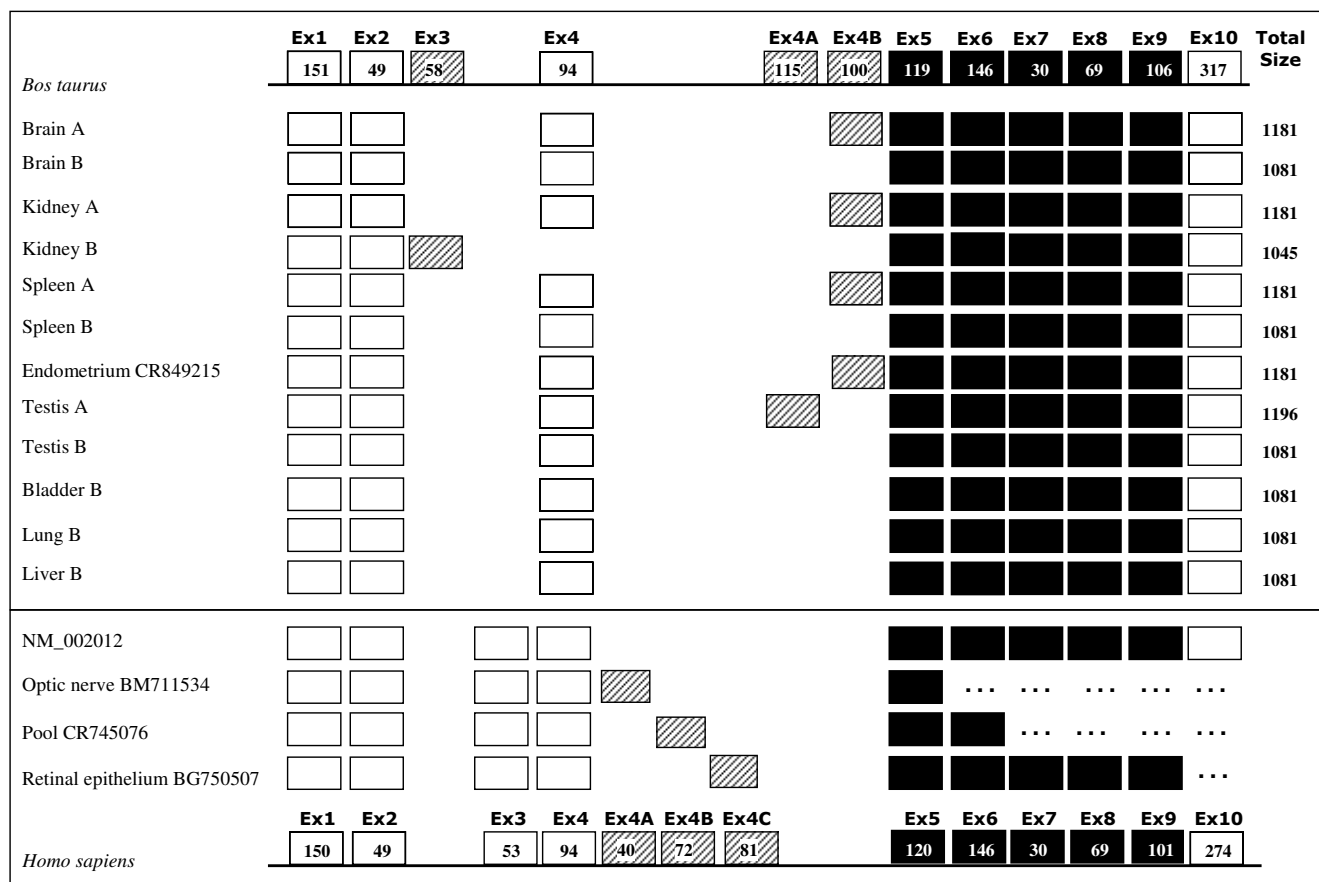 Ex1 Ex2 Ex3 Ex4 Ex4A Ex4B Ex5 Ex6 Ex7 Ex8 Ex9 Ex10 Total Size
Bos taurus 151 49 58 94 115 100 119 146 30 69 106 317
Brain A 1181
Brain B 1081
Kidney A 1181
Kidney B 1045
Spleen A 1181
Spleen B 1081
Endometrium CR849215 1181
Testis A 1196
Testis B 1081
Bladder B 1081
Lung B 1081
Liver B 1081
NM_002012
Optic nerve BM711534 ... ... ... ... ...
Pool CR745076 ... ... ... ...
Retinal epithelium BG750507 ...
Ex1 Ex2 Ex3 Ex4 Ex4A Ex4B Ex4C Ex5 Ex6 Ex7 Ex8 Ex9 Ex10
Homo sapiens 150 49 53 94 40 72 81 120 146 30 69 101 274